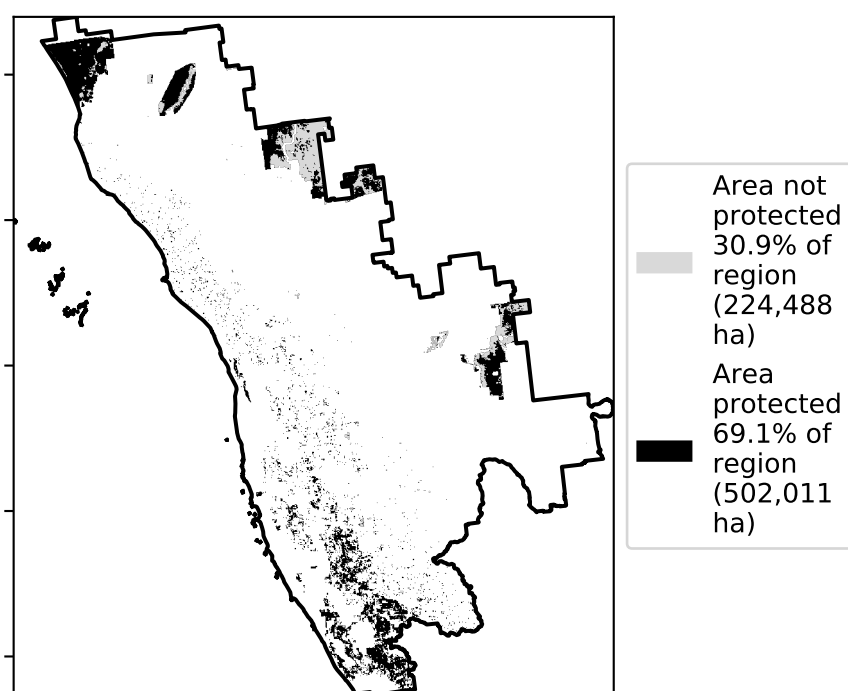 Area not
protected
30.9% of
region
(224,488
ha)
Area
protected
69.1% of
region
(502,011
ha)